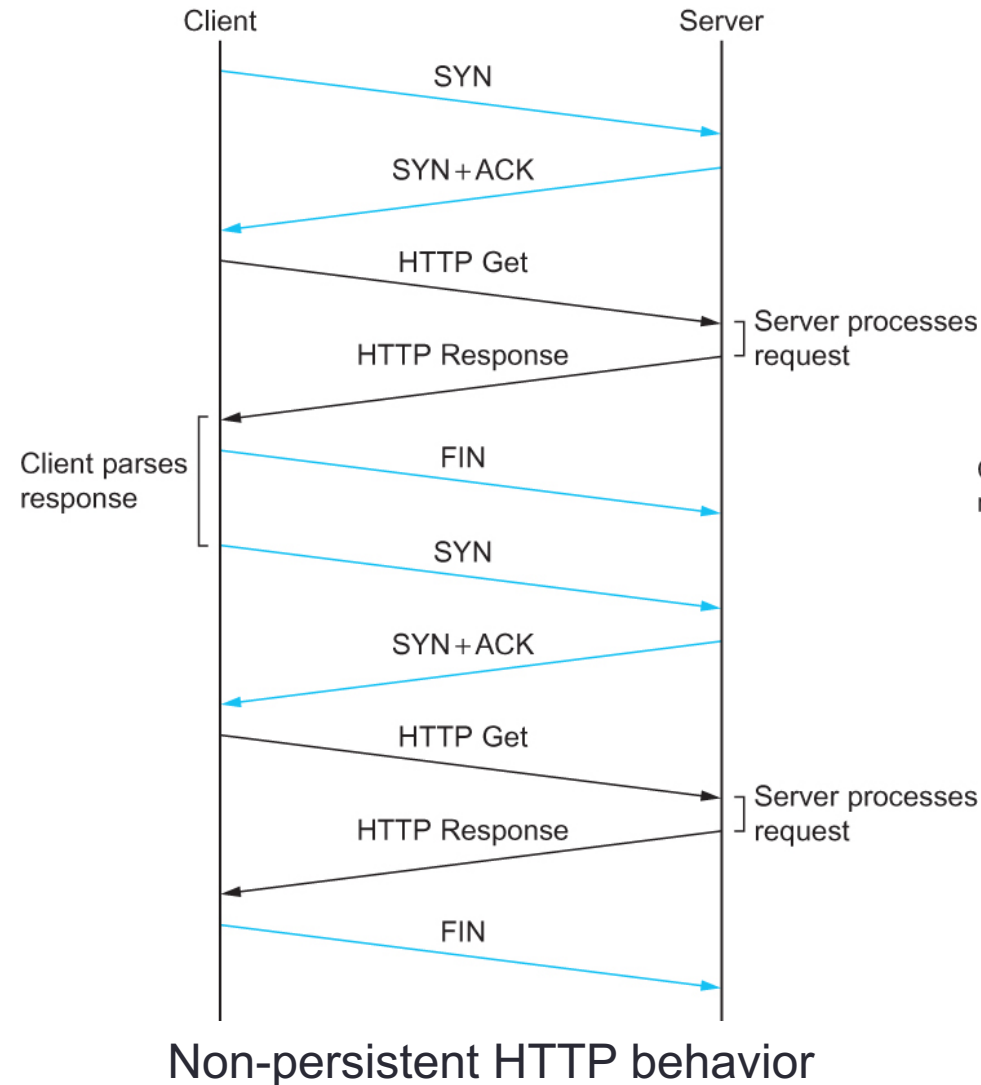 Client
Server
SYN
SYN+ACK
HTTP Get
Server processes
request
HTTP Response
Client parses
response
FIN
SYN
SYN+ACK
HTTP Get
Server processes
request
HTTP Response
FIN
Non-persistent HTTP behavior